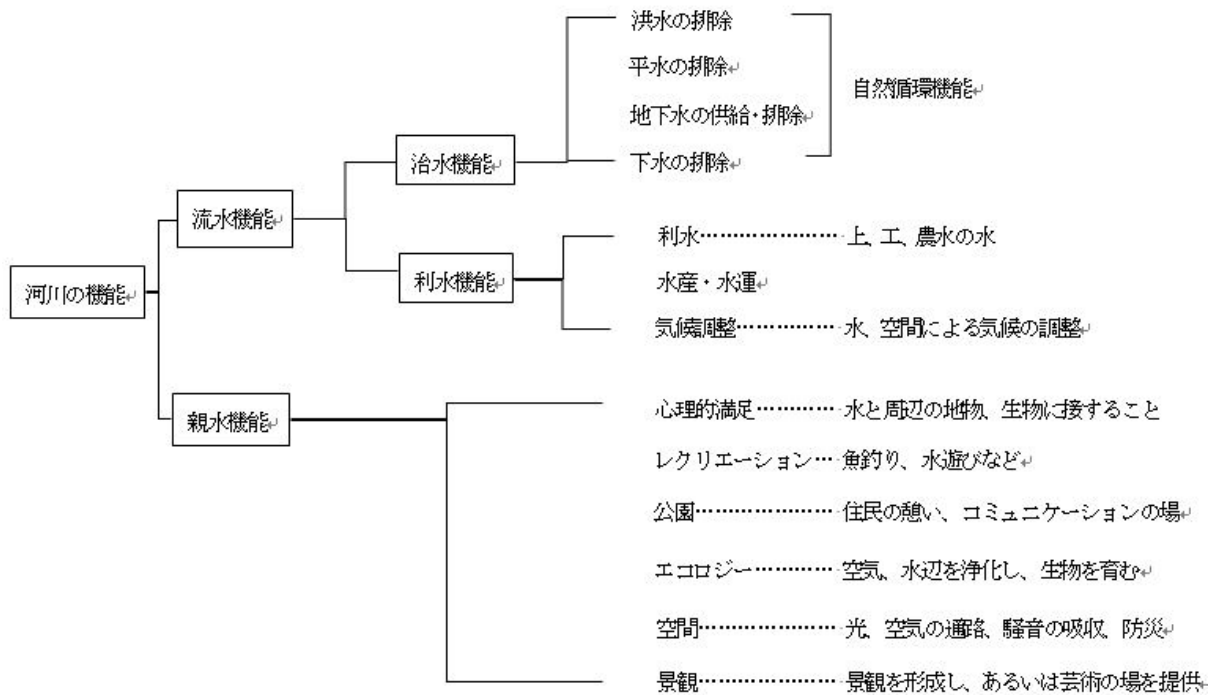 洪水の排除
平水の排除
自然循環機能
地下水の供給・排除
治水機能
下水の排除
流水機能
利水…………………上、工、農水の水
利水機能
水産・水運
河川の機能
気候調整……………水、空間による気候の調整
心理的満足…………水と周辺の地物、生物に接すること
親水機能
レクリエーション…魚釣り、水遊びなど
公園…………………住民の憩い、コミュニケーションの場
エコロジー…………空気、水辺を浄化し、生物を育む
空間…………………光、空気の通路、騒音の吸収、防災
景観…………………景観を形成し、あるいは芸術の場を提供